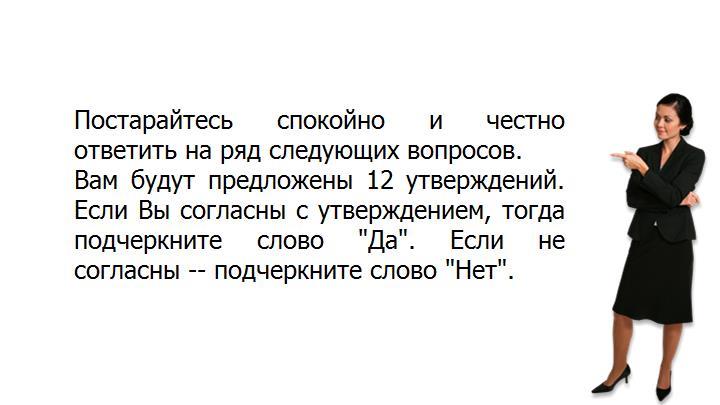 Постарайтесь спокойно и честно
ответить на ряд следующих вопросов.
Вам будут предложены 12 утверждений.
Если Вы согласны с утверждением, тогда
подчеркните слово "Да". Если не
согласны -- подчеркните слово "Нет".